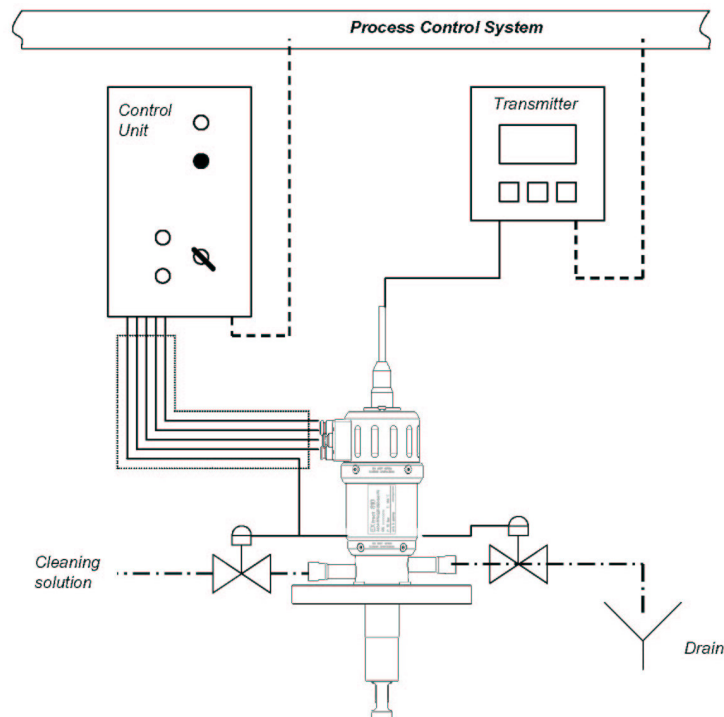 Process Control System
Control
Unit
Transmitter
Cleaning
solution
Drain